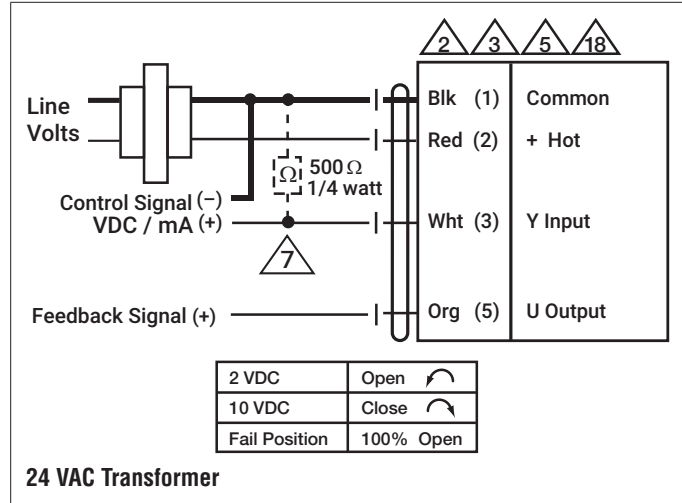 2 3 5 18
Line
Volts
Blk (1) Common
Red (2) + Hot
Ω 500 Ω
1/4 watt
Control Signal (−)
VDC / mA (+)
Wht (3) Y Input
7
Feedback Signal (+)
Org (5) U Output
2 VDC Open
10 VDC Close
Fail Position 100% Open
24 VAC Transformer